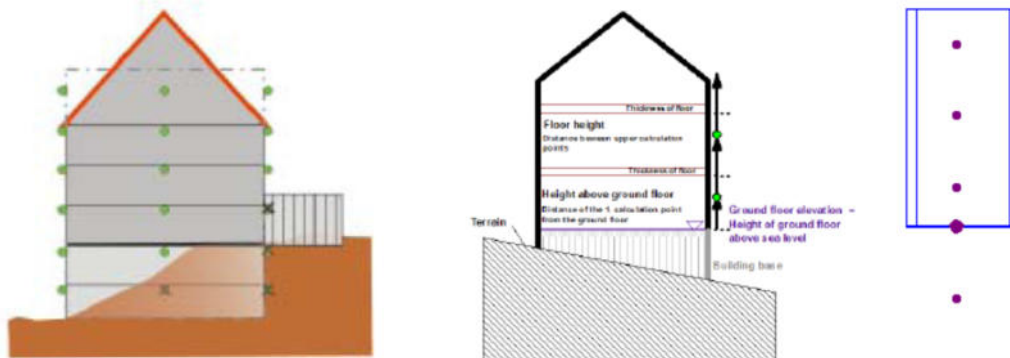 Thickness of floor
Floor height
Distance between upper calculation
points
Thickness of floor
Height above ground floor
Distance of the 1. calculation point
from the ground floor
Terrain
Ground floor elevation –
Height of ground floor
above sea level
Building base